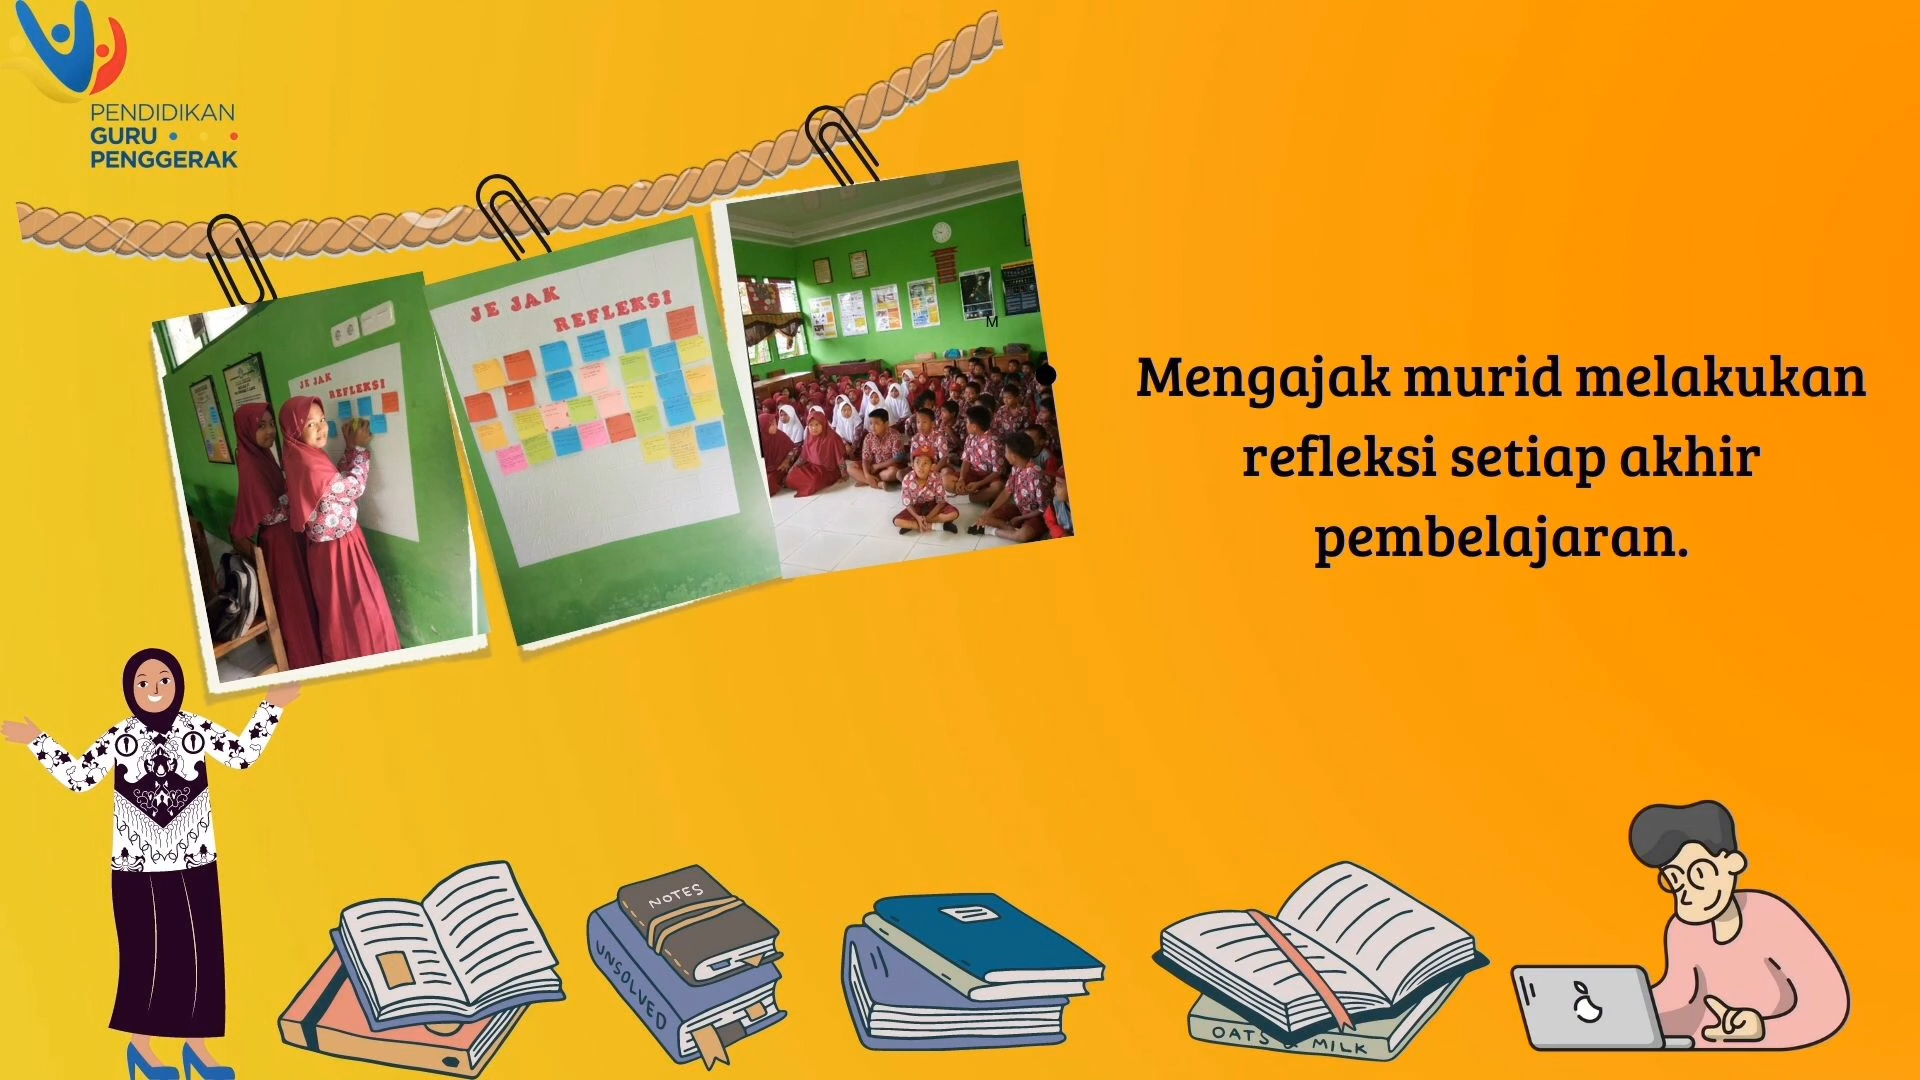 PENDIDIKAN
GURU
PENGGERAK
JE JAK
REFLEKSI
JE JAK
REFLEKSI
M
Mengajak murid melakukan
refleksi setiap akhir
pembelajaran.
NOTES
UNSOLVED
OATS & MILK